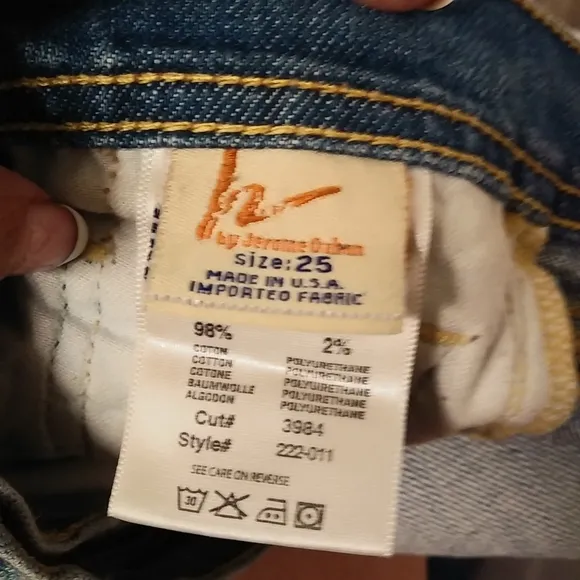 by Jerome Dahan
size: 25
MADE IN U.S.A.
IMPORTED FABRIC
98% 2%
COTON POLYURETHANE
COTTON POLYURETHANE
COTONE POLYURETHANE
BAUMWOLLE POLYURETHANE
ALGODON POLYURETHANE
Cut# 3984
Style# 222-011
SEE CARE ON REVERSE
30